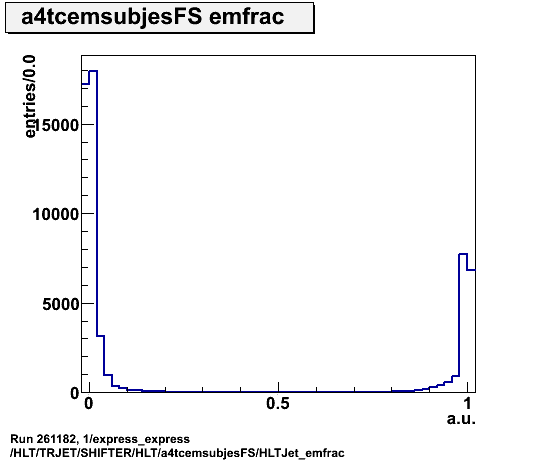 a4tcemsubjesFS emfrac
entries/0.0
15000
10000
5000
0
0 0.5 1
a.u.
Run 261182, 1/express_express
/HLT/TRJET/SHIFTER/HLT/a4tcemsubjesFS/HLTJet_emfrac